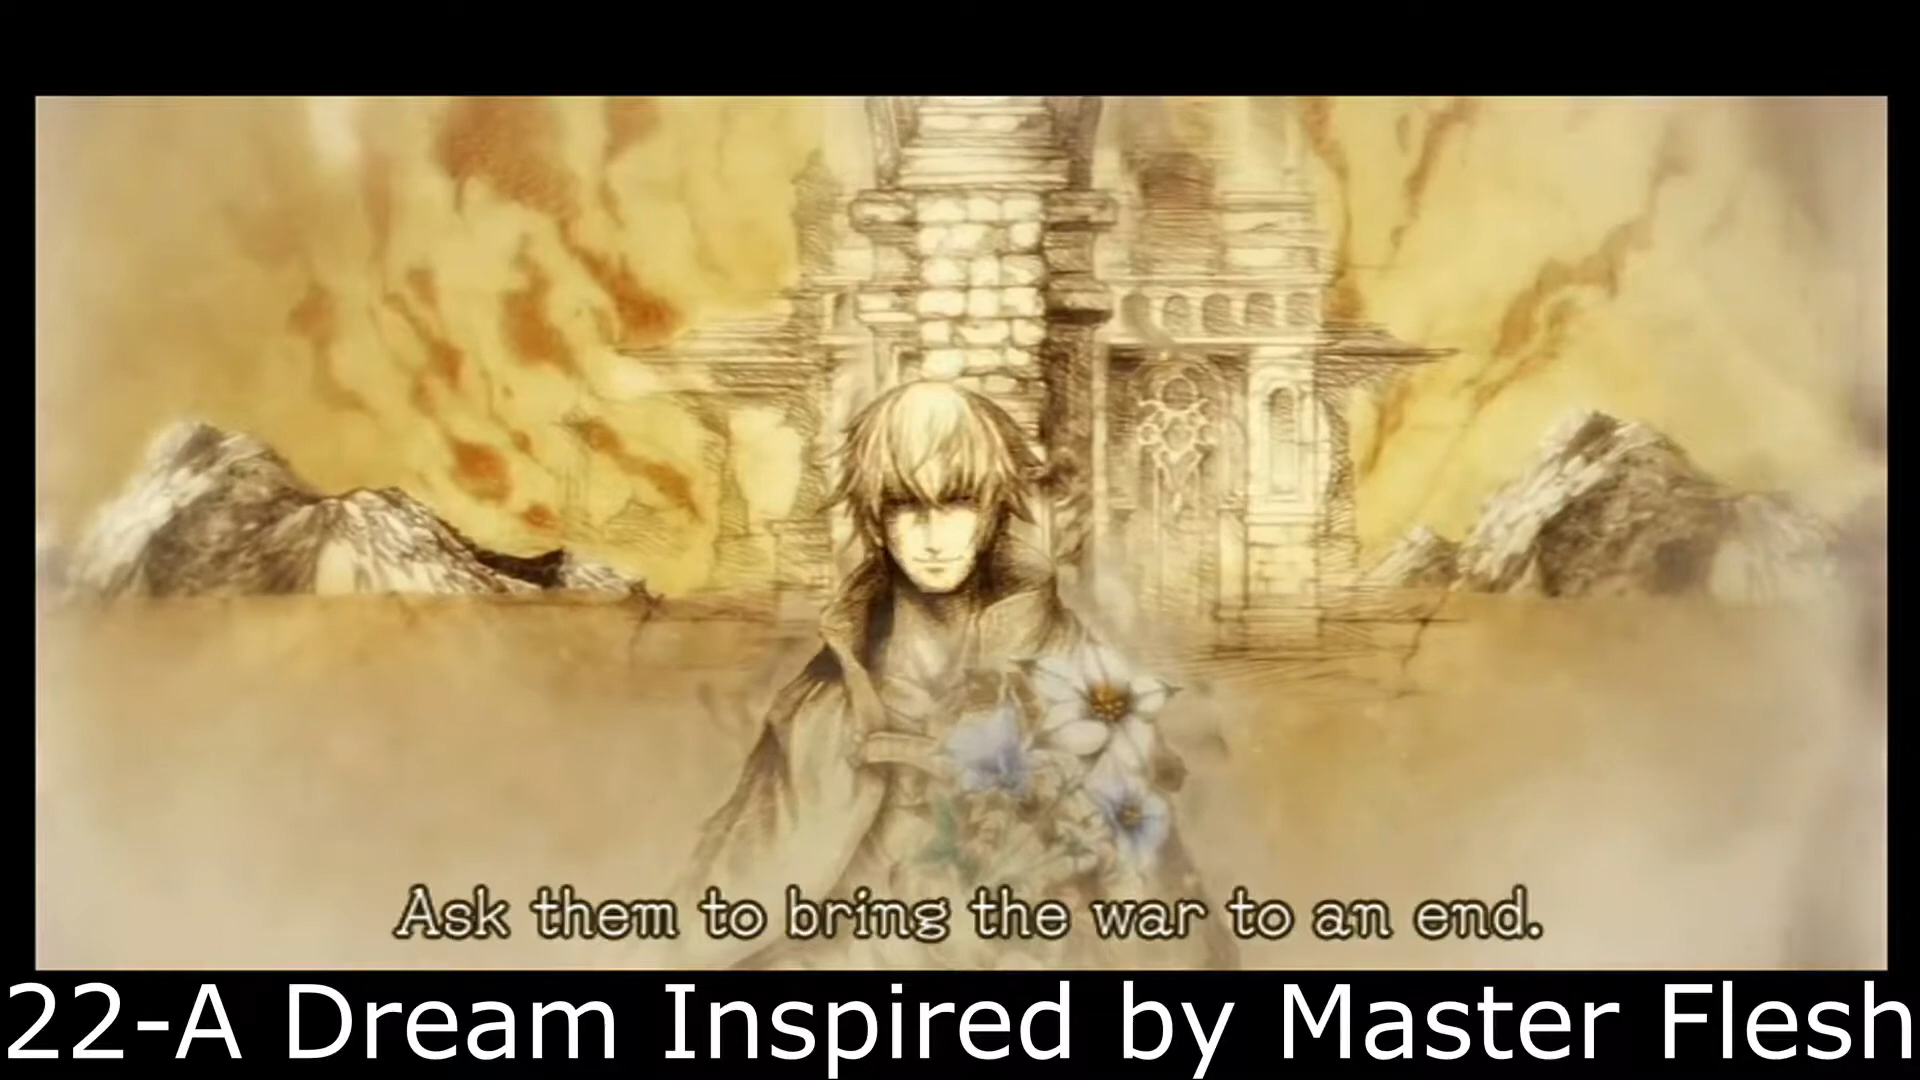 Ask them to bring the war to an end.
22-A Dream Inspired by Master Flesh